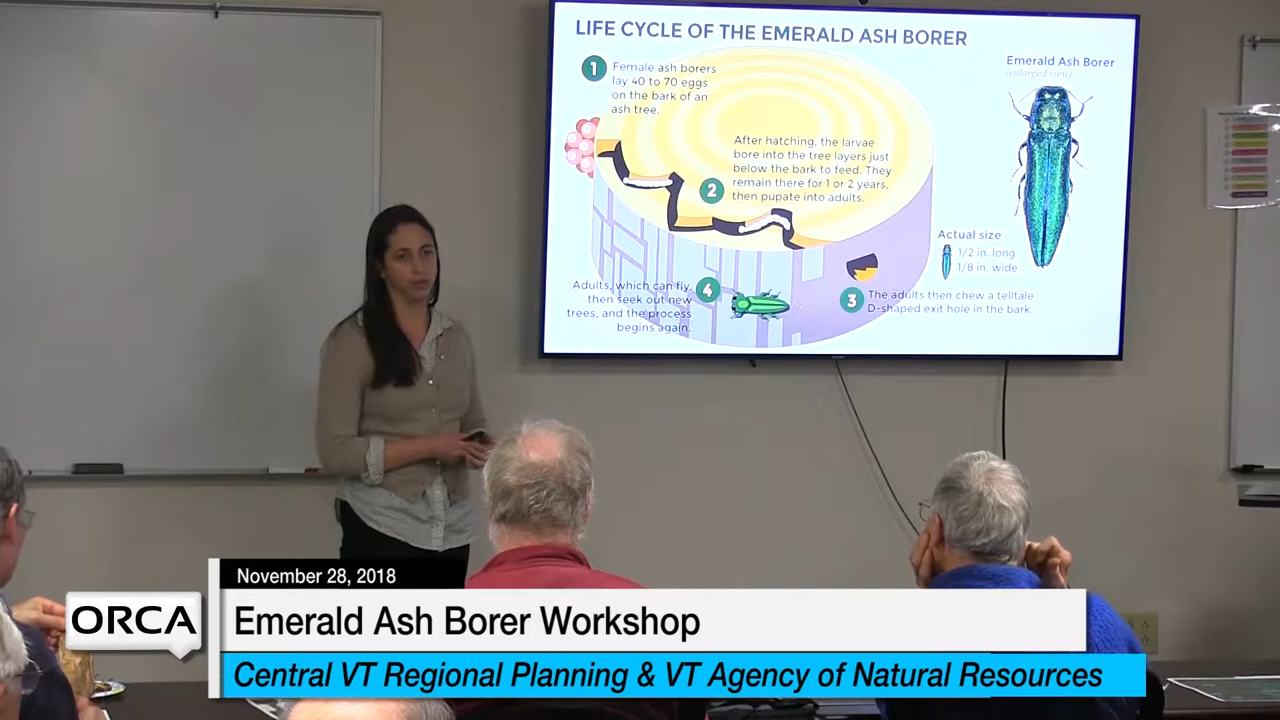 LIFE CYCLE OF THE EMERALD ASH BORER
1
Female ash borers
lay 40 to 70 eggs
on the bark of an
ash tree.
After hatching, the larvae
bore into the tree layers just
below the bark to feed. They
remain there for 1 or 2 years,
then pupate into adults.
2
Emerald Ash Borer
(enlarged view)
Actual size
1/2 in. long
1/8 in. wide
3
The adults then chew a telltale
D-shaped exit hole in the bark.
4
Adults, which can fly,
then seek out new
trees, and the process
begins again.
November 28, 2018
ORCA
Emerald Ash Borer Workshop
Central VT Regional Planning & VT Agency of Natural Resources